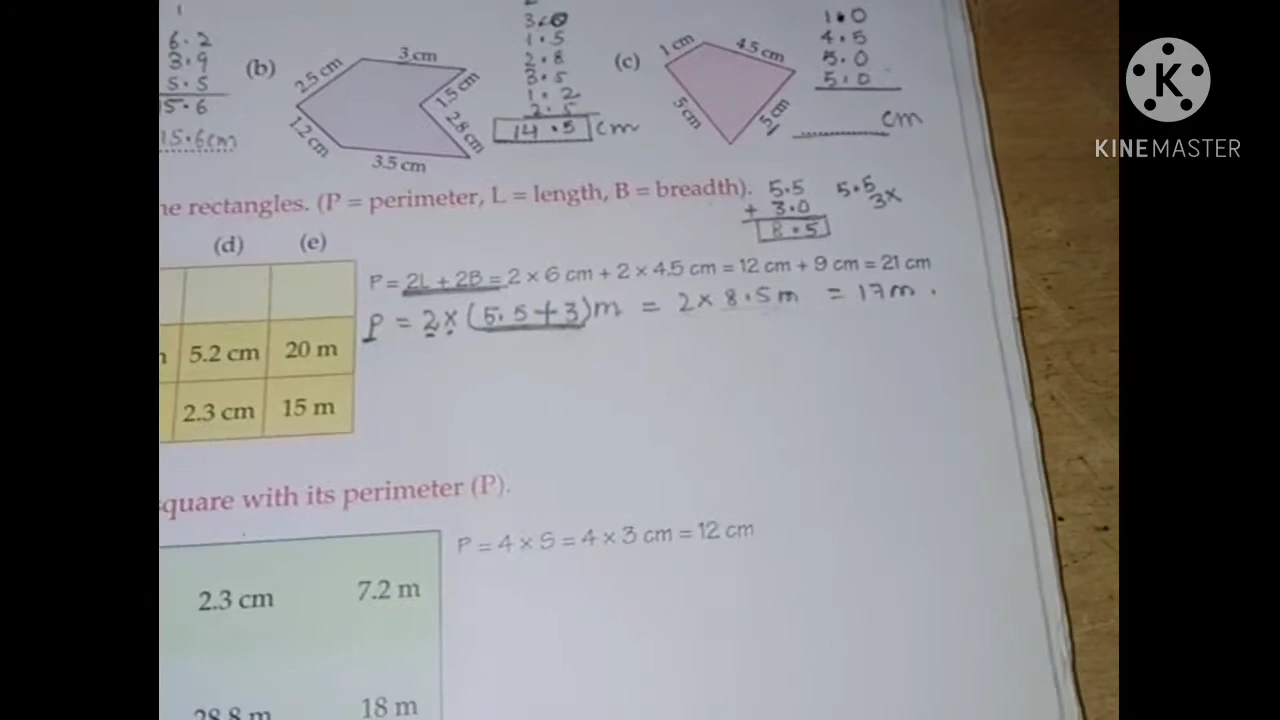 6.2
3.9
5.5
15.6
15.6cm
(b)
2.5 cm
3 cm
1.5 cm
2.8 cm
3.5 cm
1.2 cm
1.5
2.8
3.5
1.2
2.5
14.5 cm
(c)
1 cm
4.5 cm
5 cm
5 cm
1.0
4.5
5.0
5.0
cm
he rectangles. (P = perimeter, L = length, B = breadth).
5.5
+ 3.0
8.5
5.5
3x
(d) (e)
5.2 cm 20 m
2.3 cm 15 m
P = 2L + 2B = 2 × 6 cm + 2 × 4.5 cm = 12 cm + 9 cm = 21 cm
P = 2 × (5.5+3)m = 2 × 8.5m = 17m.
quare with its perimeter (P).
P = 4 × S = 4 × 3 cm = 12 cm
2.3 cm 7.2 m
28.8 m 18 m
K
KINEMASTER